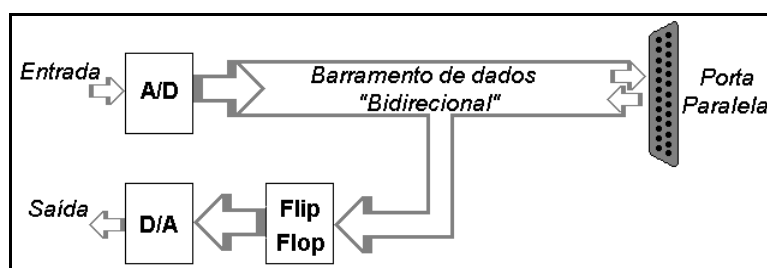 Entrada
A/D
Barramento de dados
"Bidirecional"
Porta
Paralela
Saída
D/A
Flip
Flop